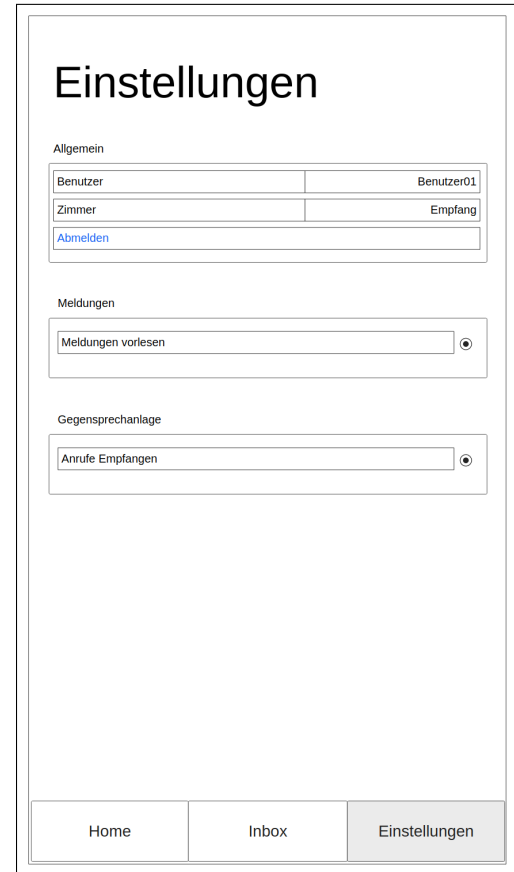 Einstellungen
Allgemein
Benutzer Benutzer01
Zimmer Empfang
Abmelden
Meldungen
Meldungen vorlesen
Gegensprechanlage
Anrufe Empfangen
Home Inbox Einstellungen